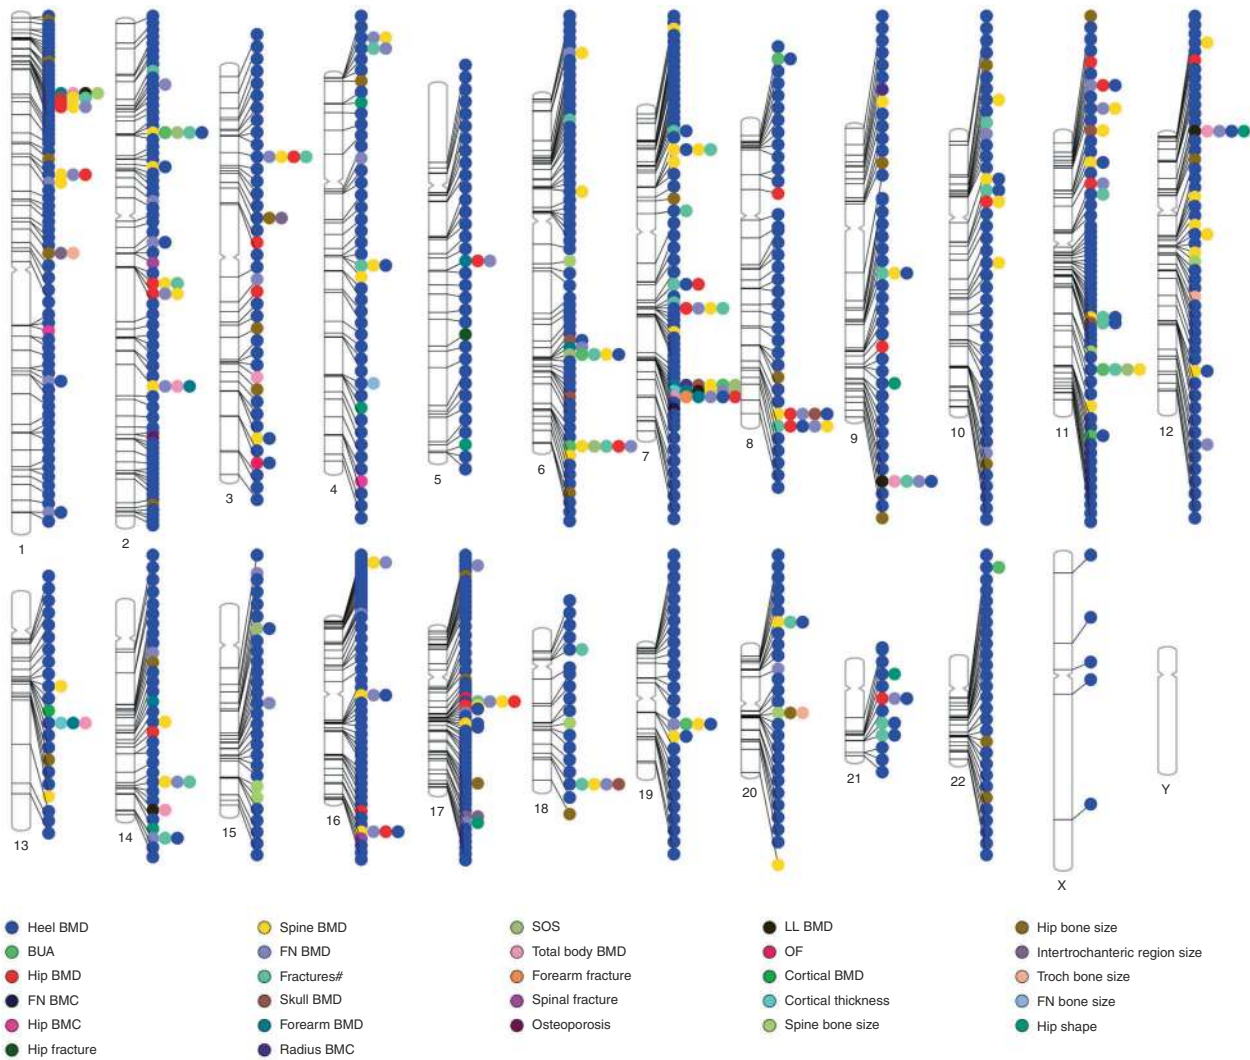 1
2
3
4
5
6
7
8
9
10
11
12
13
14
15
16
17
18
19
20
21
22
X
Y
Heel BMD
BUA
Hip BMD
FN BMC
Hip BMC
Hip fracture
Spine BMD
FN BMD
Fractures#
Skull BMD
Forearm BMD
Radius BMC
SOS
Total body BMD
Forearm fracture
Spinal fracture
Osteoporosis
LL BMD
OF
Cortical BMD
Cortical thickness
Spine bone size
Hip bone size
Intertrochanteric region size
Troch bone size
FN bone size
Hip shape